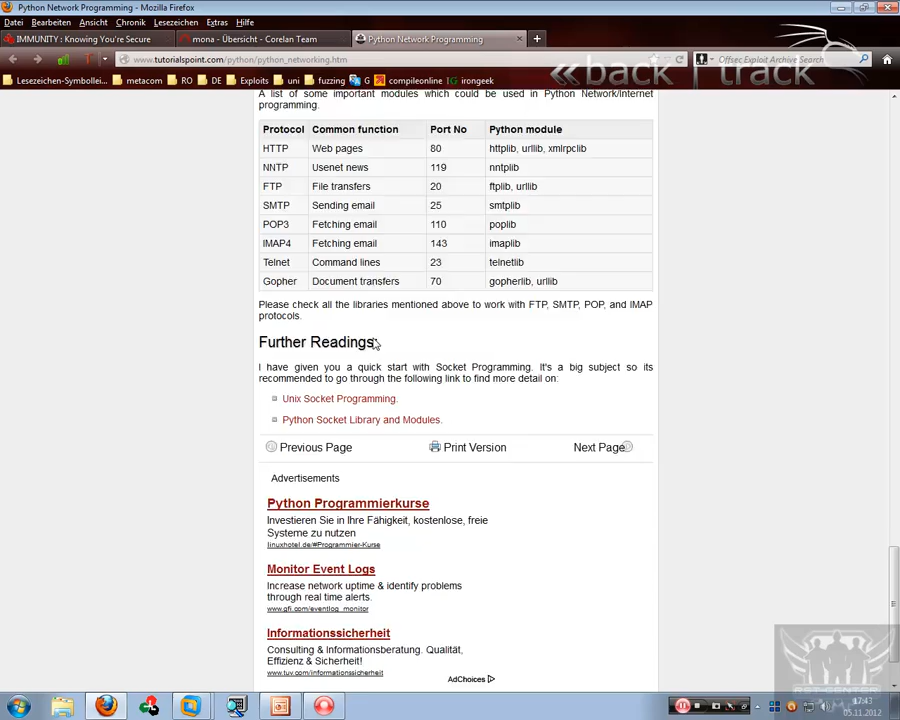 Python Network Programming - Mozilla Firefox
Datei Bearbeiten Ansicht Chronik Lesezeichen Extras Hilfe
IMMUNITY : Knowing You're Secure
mona - Übersicht - Corelan Team
Python Network Programming
www.tutorialspoint.com/python/python_networking.htm
Offsec Exploit Archive Search
<< back | track
Lesezeichen-Symbollei... metacom RO DE Exploits uni fuzzing G compileonline irongeek
A list of some important modules which could be used in Python Network/Internet
programming.
Protocol Common function Port No Python module
HTTP Web pages 80 httplib, urllib, xmlrpclib
NNTP Usenet news 119 nntplib
FTP File transfers 20 ftplib, urllib
SMTP Sending email 25 smtplib
POP3 Fetching email 110 poplib
IMAP4 Fetching email 143 imaplib
Telnet Command lines 23 telnetlib
Gopher Document transfers 70 gopherlib, urllib
Please check all the libraries mentioned above to work with FTP, SMTP, POP, and IMAP
protocols.
Further Readings
I have given you a quick start with Socket Programming. It's a big subject so its
recommended to go through the following link to find more detail on:
Unix Socket Programming.
Python Socket Library and Modules.
Previous Page Print Version Next Page
Advertisements
Python Programmierkurse
Investieren Sie in Ihre Fähigkeit, kostenlose, freie
Systeme zu nutzen
linuxhotel.de/#Programmier-Kurse
Monitor Event Logs
Increase network uptime & identify problems
through real time alerts.
www.gfi.com/eventlog_monitor
Informationssicherheit
Consulting & Informationsberatung. Qualität,
Effizienz & Sicherheit!
www.tuv.com/informationssicherheit
AdChoices
17:43
05.11.2012